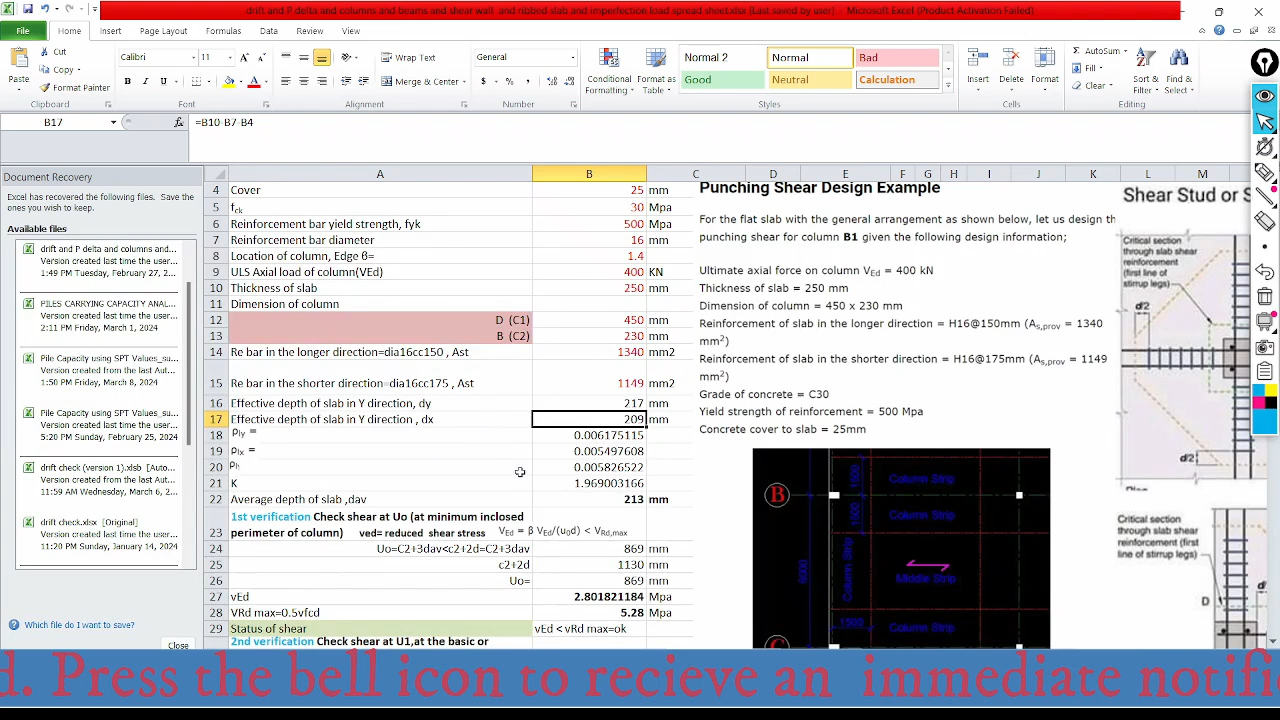 drift and P delta and columns and beams and shear wall and ribbed slab and imperfection load spread sheet.xlsx [Last saved by user] - Microsoft Excel (Product Activation Failed)
File Home Insert Page Layout Formulas Data Review View
Cut
Copy
Format Painter
Paste
Clipboard
Calibri 11
B I U
Font
Wrap Text
Merge & Center
Alignment
General
$ % ,
Number
Conditional Formatting
Format as Table
Normal 2 Normal Bad
Good Neutral Calculation
Styles
Insert Delete Format
Cells
AutoSum
Fill
Clear
Sort & Filter
Find & Select
Editing
B17 fx =B10-B7-B4
Document Recovery
Excel has recovered the following files. Save the ones you wish to keep.
Available files
drift and P delta and columns and...
Version created last time the user...
1:49 PM Tuesday, February 27, 2...
PILES CARRYING CAPACITY ANAL...
Version created last time the user...
2:11 PM Friday, March 1, 2024
Pile Capacity using SPT Values_su...
Version created from the last Aut...
1:50 PM Friday, March 8, 2024
Pile Capacity using SPT Values_su...
Version created last time the user...
5:20 PM Sunday, February 25, 2024
drift check (version 1).xlsb [Auto...
Version created from the last Aut...
11:59 AM Wednesday, March 6, 2...
drift check.xlsx [Original]
Version created last time the user...
11:20 PM Sunday, January 14, 2024
Which file do I want to save?
Close
A B C D E F G H I J K L M
4 Cover 25 mm
5 fck 30 Mpa
6 Reinforcement bar yield strength, fyk 500 Mpa
7 Reinforcement bar diameter 16 mm
8 Location of column, Edge ϐ= 1.4
9 ULS Axial load of column(VEd) 400 KN
10 Thickness of slab 250 mm
11 Dimension of column
12 D (C1) 450 mm
13 B (C2) 230 mm
14 Re bar in the longer direction=dia16cc150 , Ast 1340 mm2
15 Re bar in the shorter direction=dia16cc175 , Ast 1149 mm2
16 Effective depth of slab in Y direction, dy 217 mm
17 Effective depth of slab in Y direction , dx 209 mm
18 ρly = 0.006175115
19 ρlx = 0.005497608
20 ρl 0.005826522
21 K 1.969003166
22 Average depth of slab ,dav 213 mm
1st verification Check shear at Uo (at minimum inclosed
23 perimeter of column) ved= reduced shear stress VEd = β VEd/(u0d) < VRd,max
24 Uo=C2+3dav<c2+2d1c1+3dav 869 mm
25 c2+2d 1130 mm
26 Uo= 869 mm
27 vEd 2.801821184 Mpa
28 VRd max=0.5vfcd 5.28 Mpa
29 Status of shear vEd < vRd max=ok
2nd verification Check shear at U1,at the basic or
Punching Shear Design Example
For the flat slab with the general arrangement as shown below, let us design th
punching shear for column B1 given the following design information;
Ultimate axial force on column VEd = 400 kN
Thickness of slab = 250 mm
Dimension of column = 450 x 230 mm
Reinforcement of slab in the longer direction = H16@150mm (As,prov = 1340
mm2)
Reinforcement of slab in the shorter direction = H16@175mm (As,prov = 1149
mm2)
Grade of concrete = C30
Yield strength of reinforcement = 500 Mpa
Concrete cover to slab = 25mm
B
1500
Column Strip
1500
Column Strip
6000
Column Strip
Middle Strip
1500
Column Strip
C
Shear Stud or S
Critical section
through slab shear
reinforcement
(first line of
stirrup legs)
d/2
d/2
Critical section
through slab shear
reinforcement (first
line of stirrup legs)
D
d. Press the bell icon to recieve an immediate notifi